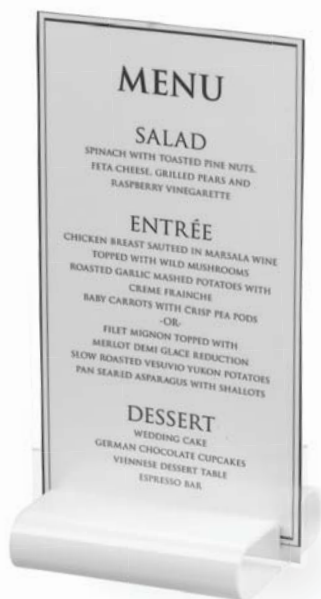 MENU
SALAD
SPINACH WITH TOASTED PINE NUTS,
FETA CHEESE, GRILLED PEARS AND
RASPBERRY VINEGARETTE
ENTRÉE
CHICKEN BREAST SAUTEED IN MARSALA WINE
TOPPED WITH WILD MUSHROOMS
ROASTED GARLIC MASHED POTATOES WITH
CREME FRAINCHE
BABY CARROTS WITH CRISP PEA PODS
-OR-
FILET MIGNON TOPPED WITH
MERLOT DEMI GLACE REDUCTION
SLOW ROASTED VESUVIO YUKON POTATOES
PAN SEARED ASPARAGUS WITH SHALLOTS
DESSERT
WEDDING CAKE
GERMAN CHOCOLATE CUPCAKES
VIENNESE DESSERT TABLE
ESPRESSO BAR